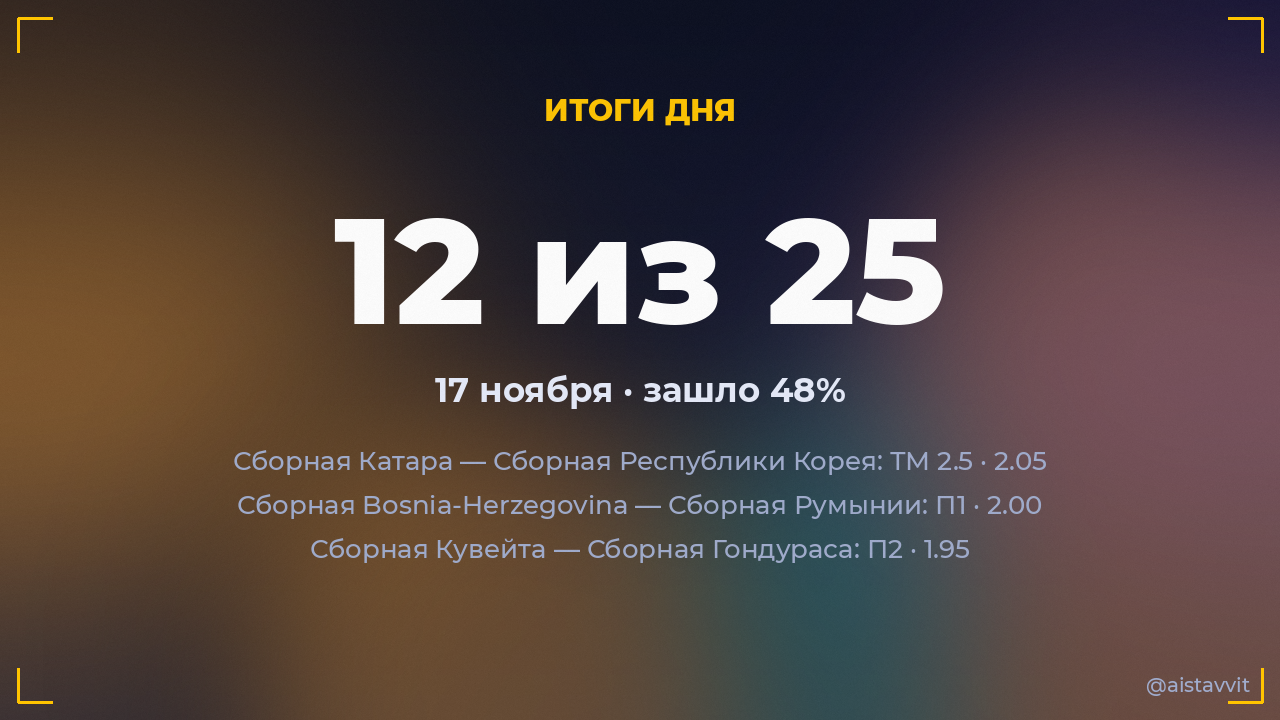 ИТОГИ ДНЯ
12 из 25
17 ноября · зашло 48%
Сборная Катара — Сборная Республики Корея: ТМ 2.5 · 2.05
Сборная Bosnia-Herzegovina — Сборная Румынии: П1 · 2.00
Сборная Кувейта — Сборная Гондураса: П2 · 1.95
@aistavvit